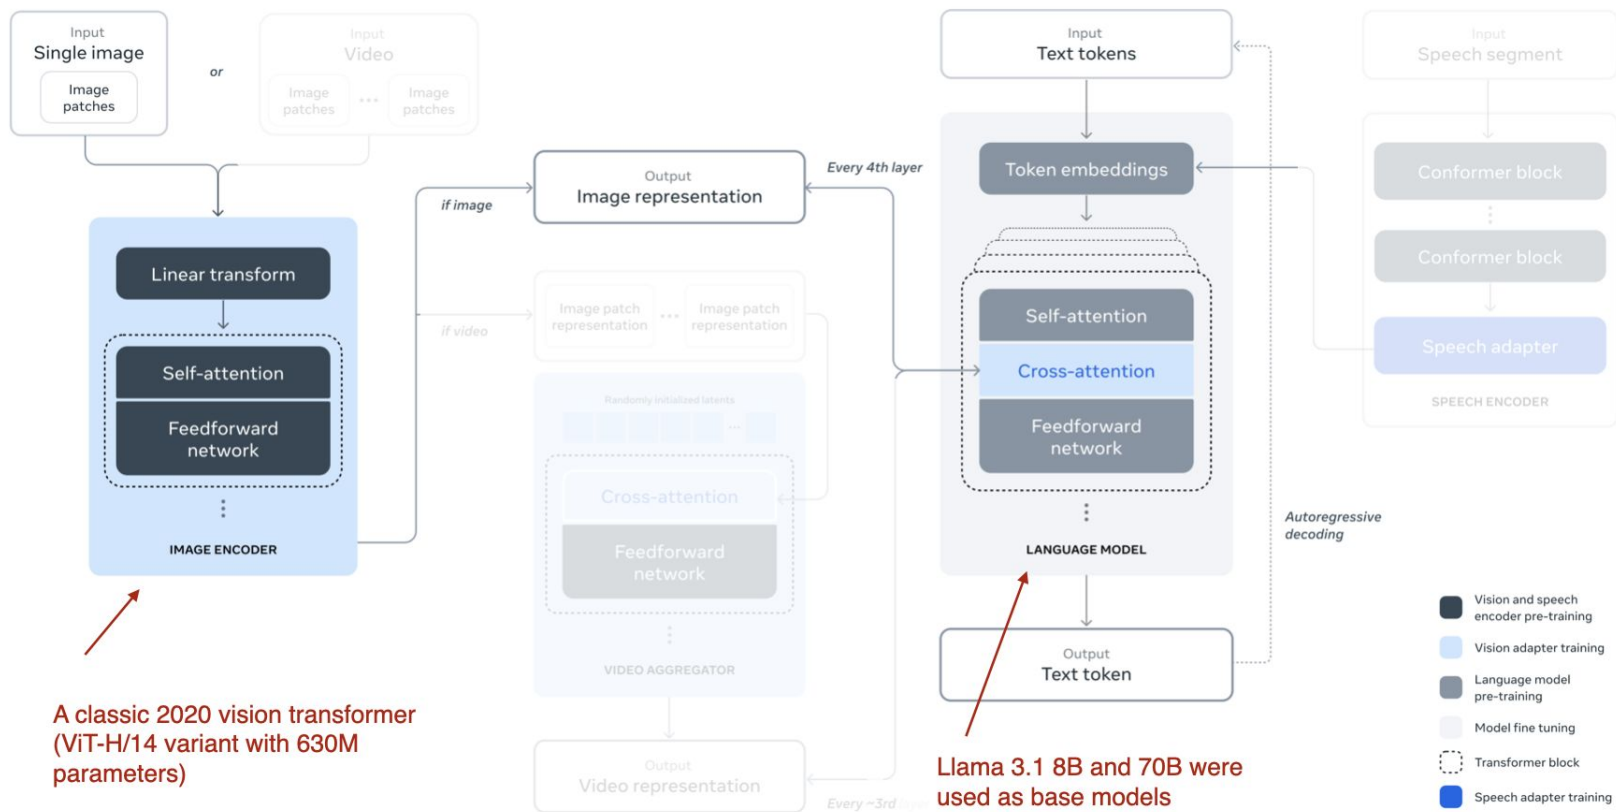 Input
Single image
Image
patches
or
Input
Video
Image
patches
...
Image
patches
Linear transform
Self-attention
Feedforward
network
IMAGE ENCODER
A classic 2020 vision transformer
(ViT-H/14 variant with 630M
parameters)
if image
if video
Output
Image representation
Image patch
representation
...
Image patch
representation
Randomly initialized latents
...
Cross-attention
Feedforward
network
VIDEO AGGREGATOR
Output
Video representation
Every 4th layer
Every ~3rd layer
Input
Text tokens
Token embeddings
Self-attention
Cross-attention
Feedforward
network
LANGUAGE MODEL
Output
Text token
Llama 3.1 8B and 70B were
used as base models
Autoregressive
decoding
Input
Speech segment
Conformer block
Conformer block
Speech adapter
SPEECH ENCODER
Vision and speech
encoder pre-training
Vision adapter training
Language model
pre-training
Model fine tuning
Transformer block
Speech adapter training